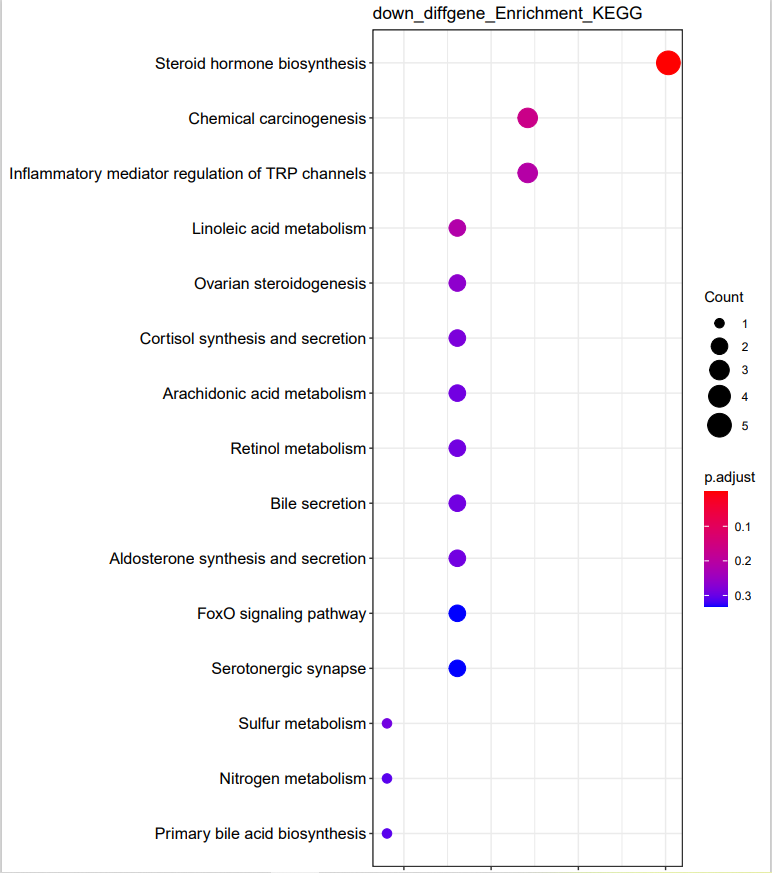 down_diffgene_Enrichment_KEGG
Steroid hormone biosynthesis
Chemical carcinogenesis
Inflammatory mediator regulation of TRP channels
Linoleic acid metabolism
Ovarian steroidogenesis
Cortisol synthesis and secretion
Arachidonic acid metabolism
Retinol metabolism
Bile secretion
Aldosterone synthesis and secretion
FoxO signaling pathway
Serotonergic synapse
Sulfur metabolism
Nitrogen metabolism
Primary bile acid biosynthesis
Count
1
2
3
4
5
p.adjust
0.1
0.2
0.3